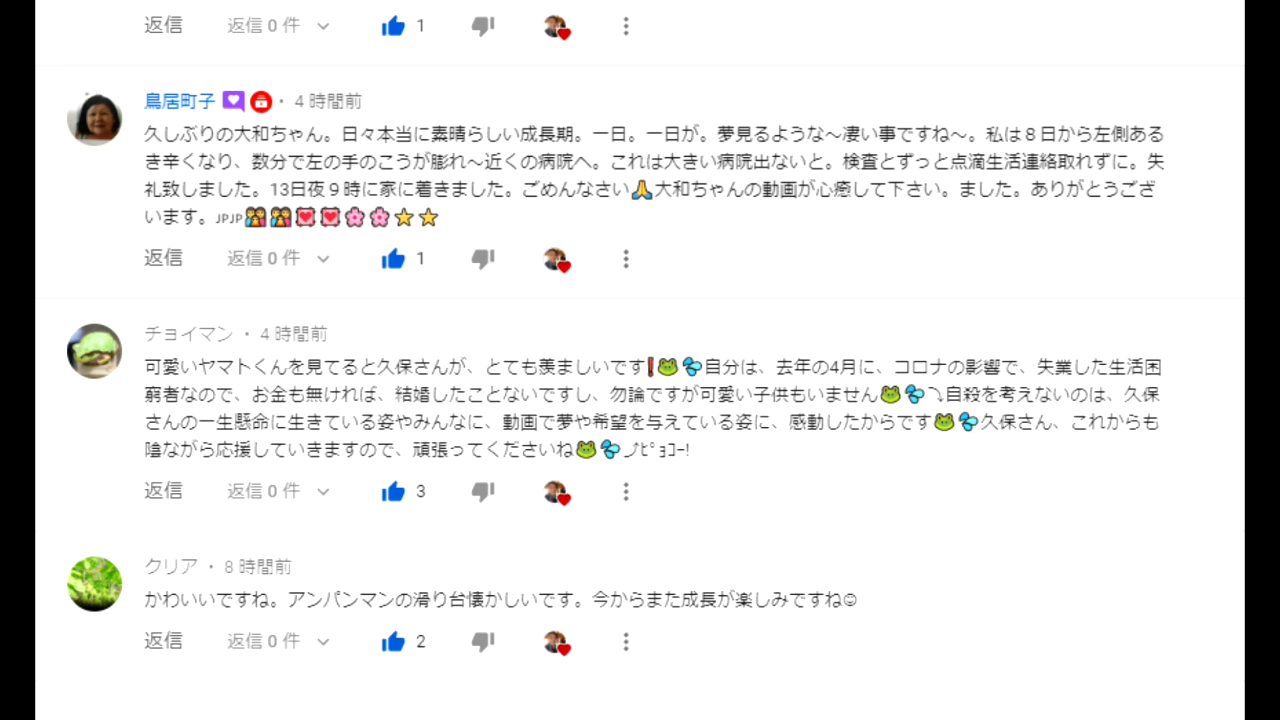 返信 返信 0 件 1
鳥居町子 • 4 時間前
久しぶりの大和ちゃん。日々本当に素晴らしい成長期。一日。一日が。夢見るような〜凄い事ですね〜。私は８日から左側ある
き辛くなり、数分で左の手のこうが膨れ〜近くの病院へ。これは大きい病院出ないと。検査とずっと点滴生活連絡取れずに。失
礼致しました。13日夜９時に家に着きました。ごめんなさい🙏大和ちゃんの動画が心癒して下さい。ました。ありがとうござ
います。JPJP👩‍❤️‍👩👩‍❤️‍👩💟💟🌸🌸⭐⭐
返信 返信 0 件 1
チョイマン • 4 時間前
可愛いヤマトくんを見てると久保さんが、とても羨ましいです❗🐸💦自分は、去年の4月に、コロナの影響で、失業した生活困
窮者なので、お金も無ければ、結婚したことないですし、勿論ですが可愛い子供もいません🐸💦⤵自殺を考えないのは、久保
さんの一生懸命に生きている姿やみんなに、動画で夢や希望を与えている姿に、感動したからです🐸💦久保さん、これからも
陰ながら応援していきますので、頑張ってくださいね🐸💦⤴ﾋﾟｮｺｰ!
返信 返信 0 件 3
クリア • 8 時間前
かわいいですね。アンパンマンの滑り台懐かしいです。今からまた成長が楽しみですね☺
返信 返信 0 件 2